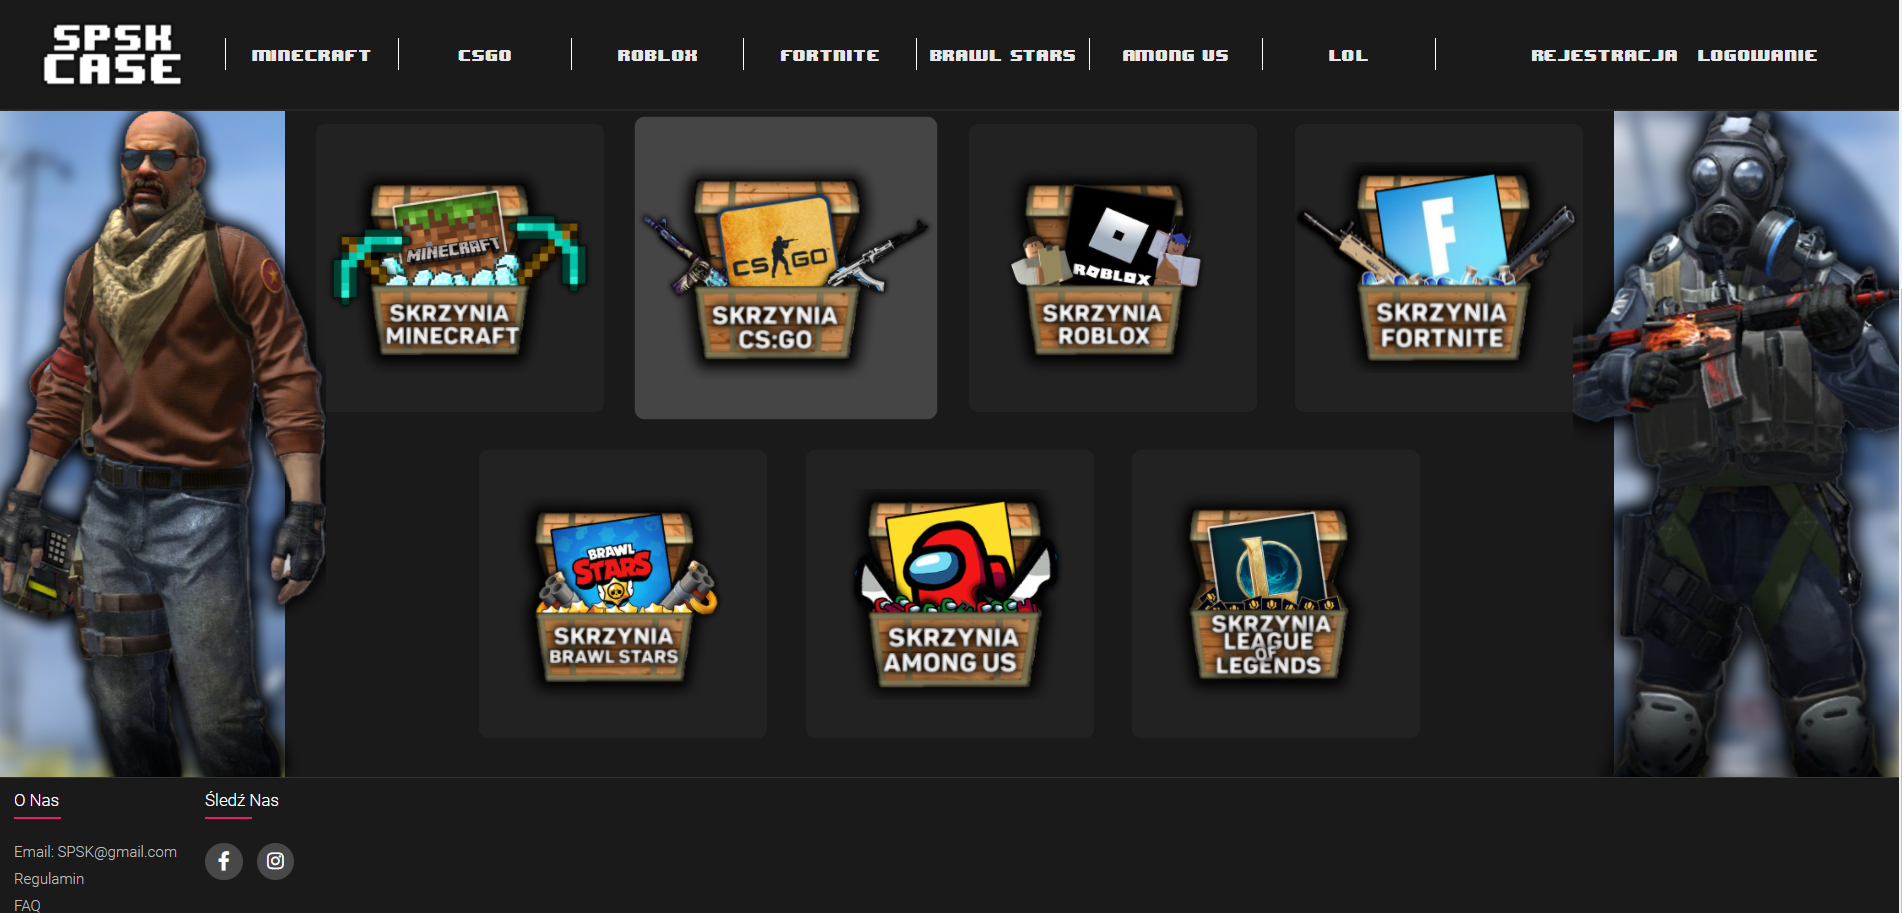 SPSK
CASE
MINECRAFT
CSGO
ROBLOX
FORTNITE
BRAWL STARS
AMONG US
LOL
REJESTRACJA
LOGOWANIE
MINECRAFT
SKRZYNIA
MINECRAFT
CS GO
SKRZYNIA
CS:GO
ROBLOX
SKRZYNIA
ROBLOX
F
SKRZYNIA
FORTNITE
BRAWL
STARS
SKRZYNIA
BRAWL STARS
SKRZYNIA
AMONG US
L
SKRZYNIA
LEAGUE
OF
LEGENDS
O Nas
Śledź Nas
Email: SPSK@gmail.com
Regulamin
FAQ